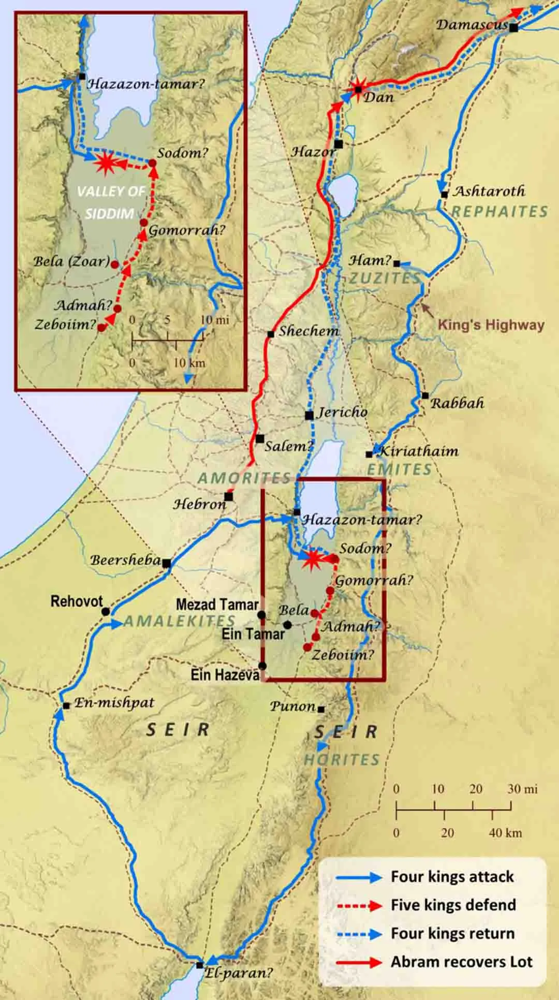 Damascus
Hazazon-tamar?
Dan
Sodom?
Hazor
VALLEY OF
SIDDIM
Ashtaroth
REPHAITES
Gomorrah?
Bela (Zoar)
Ham?
ZUZITES
Admah?
Zeboiim?
0 5 10 mi
0 10 km
King's Highway
Shechem
Rabbah
Jericho
Salem?
Kiriathaim
EMITES
AMORITES
Hebron
Hazazon-tamar?
Sodom?
Beersheba
Gomorrah?
Rehovot
Mezad Tamar
Bela
AMALEKITES
Ein Tamar
Admah?
Zeboiim?
Ein Hazeva
En-mishpat
Punon
SEIR
SEIR
HORITES
0 10 20 30 mi
0 20 40 km
Four kings attack
Five kings defend
Four kings return
Abram recovers Lot
El-paran?